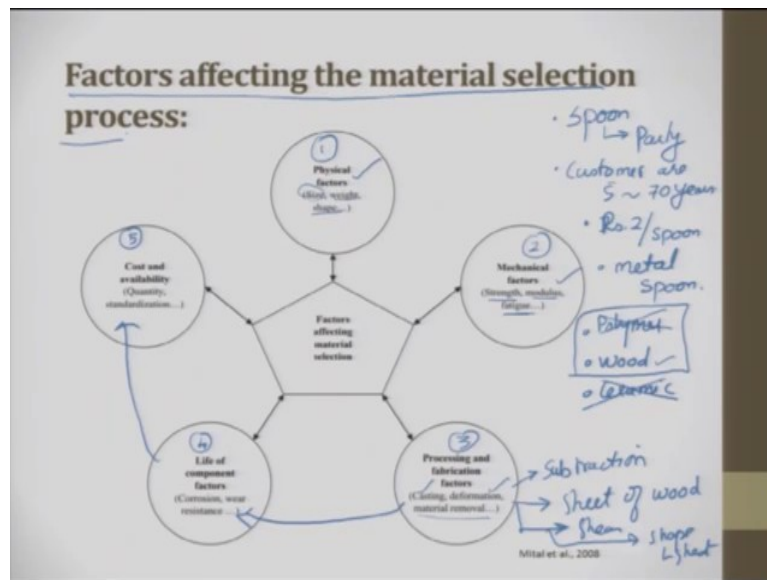 Factors affecting the material selection
process:
1
Physical
factors
(Size, weight,
shape...)
2
Mechanical
factors
(Strength, modulus,
fatigue...)
5
Cost and
availability
(Quantity,
standardization...)
Factors
affecting
material
selection
4
Life of
component
factors
(Corrosion, wear
resistance ...)
3
Processing and
fabrication
factors
(Casting, deformation,
material removal...)
Mital et al., 2008
• Spoon
↳ Party
• Customer are
5 ~ 70 years
• Rs. 2/spoon
• metal
spoon.
• Polymer
• wood ✓
• Ceramic
→ Subtraction
→ Sheet of wood
→ Shear
→ shape